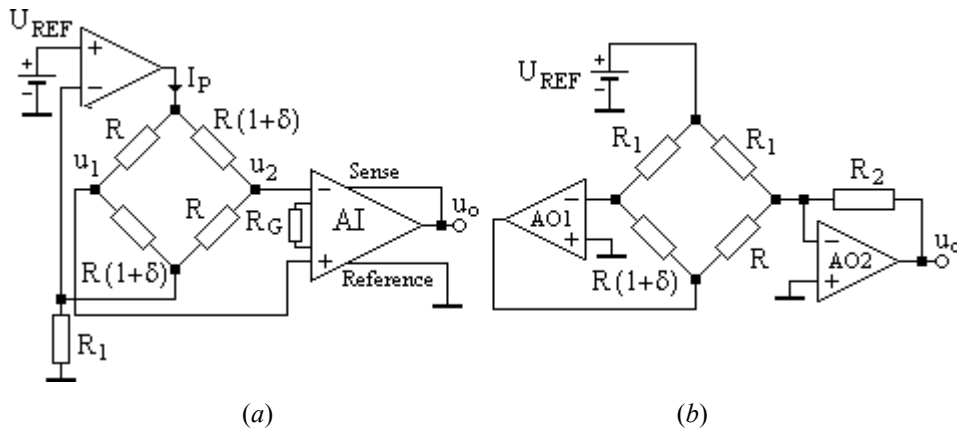 U_REF
+
+
-
-
I_P
R
R(1+δ)
u_1
u_2
-
Sense
R_G
AI
u_o
R
R(1+δ)
+
Reference
R_1
(a)
+
U_REF
-
R_1
R_1
R_2
-
AO1
+
-
AO2
+
u_o
R(1+δ)
R
(b)